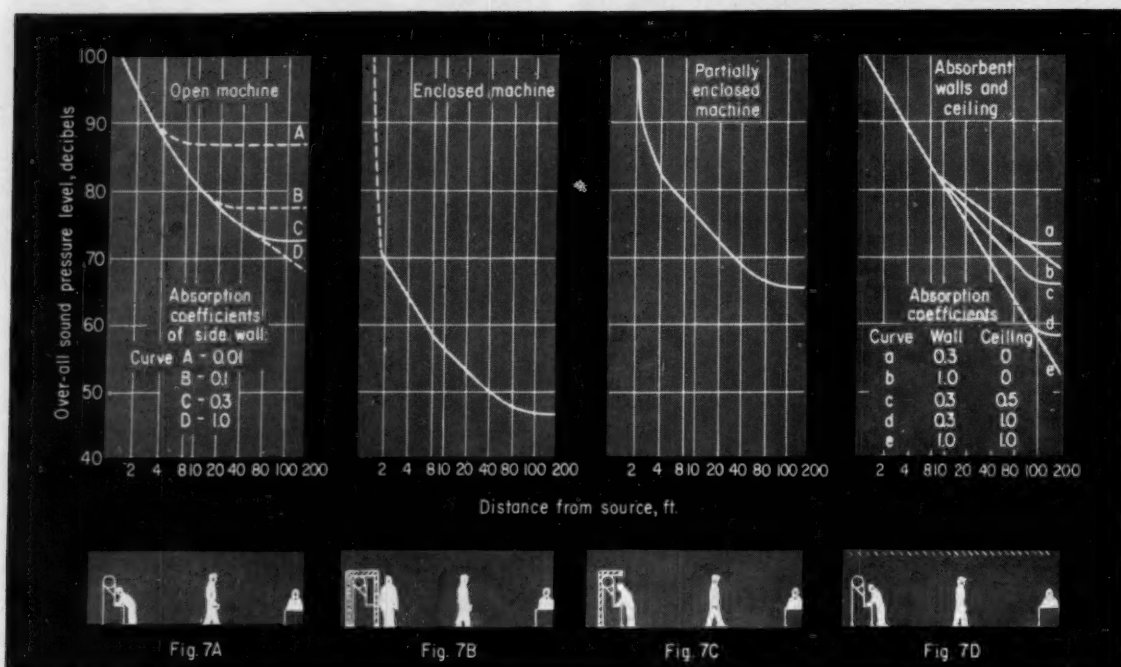 Over-all sound pressure level, decibels
100
90
80
70
60
50
40
Open machine
A
B
C
D
Absorption
coefficients
of side wall:
Curve A - 0.01
B - 0.1
C - 0.3
D - 1.0
2 4 8 10 20 40 100 200
Enclosed machine
2 4 8 10 20 40 100 200
Partially
enclosed
machine
2 4 8 10 20 40 100 200
Absorbent
walls and
ceiling
a
b
c
d
e
Absorption
coefficients
Curve Wall Ceiling
a 0.3 0
b 1.0 0
c 0.3 0.5
d 0.3 1.0
e 1.0 1.0
2 4 8 10 20 40 100 200
Distance from source, ft.
Fig. 7A
Fig. 7B
Fig. 7C
Fig. 7D